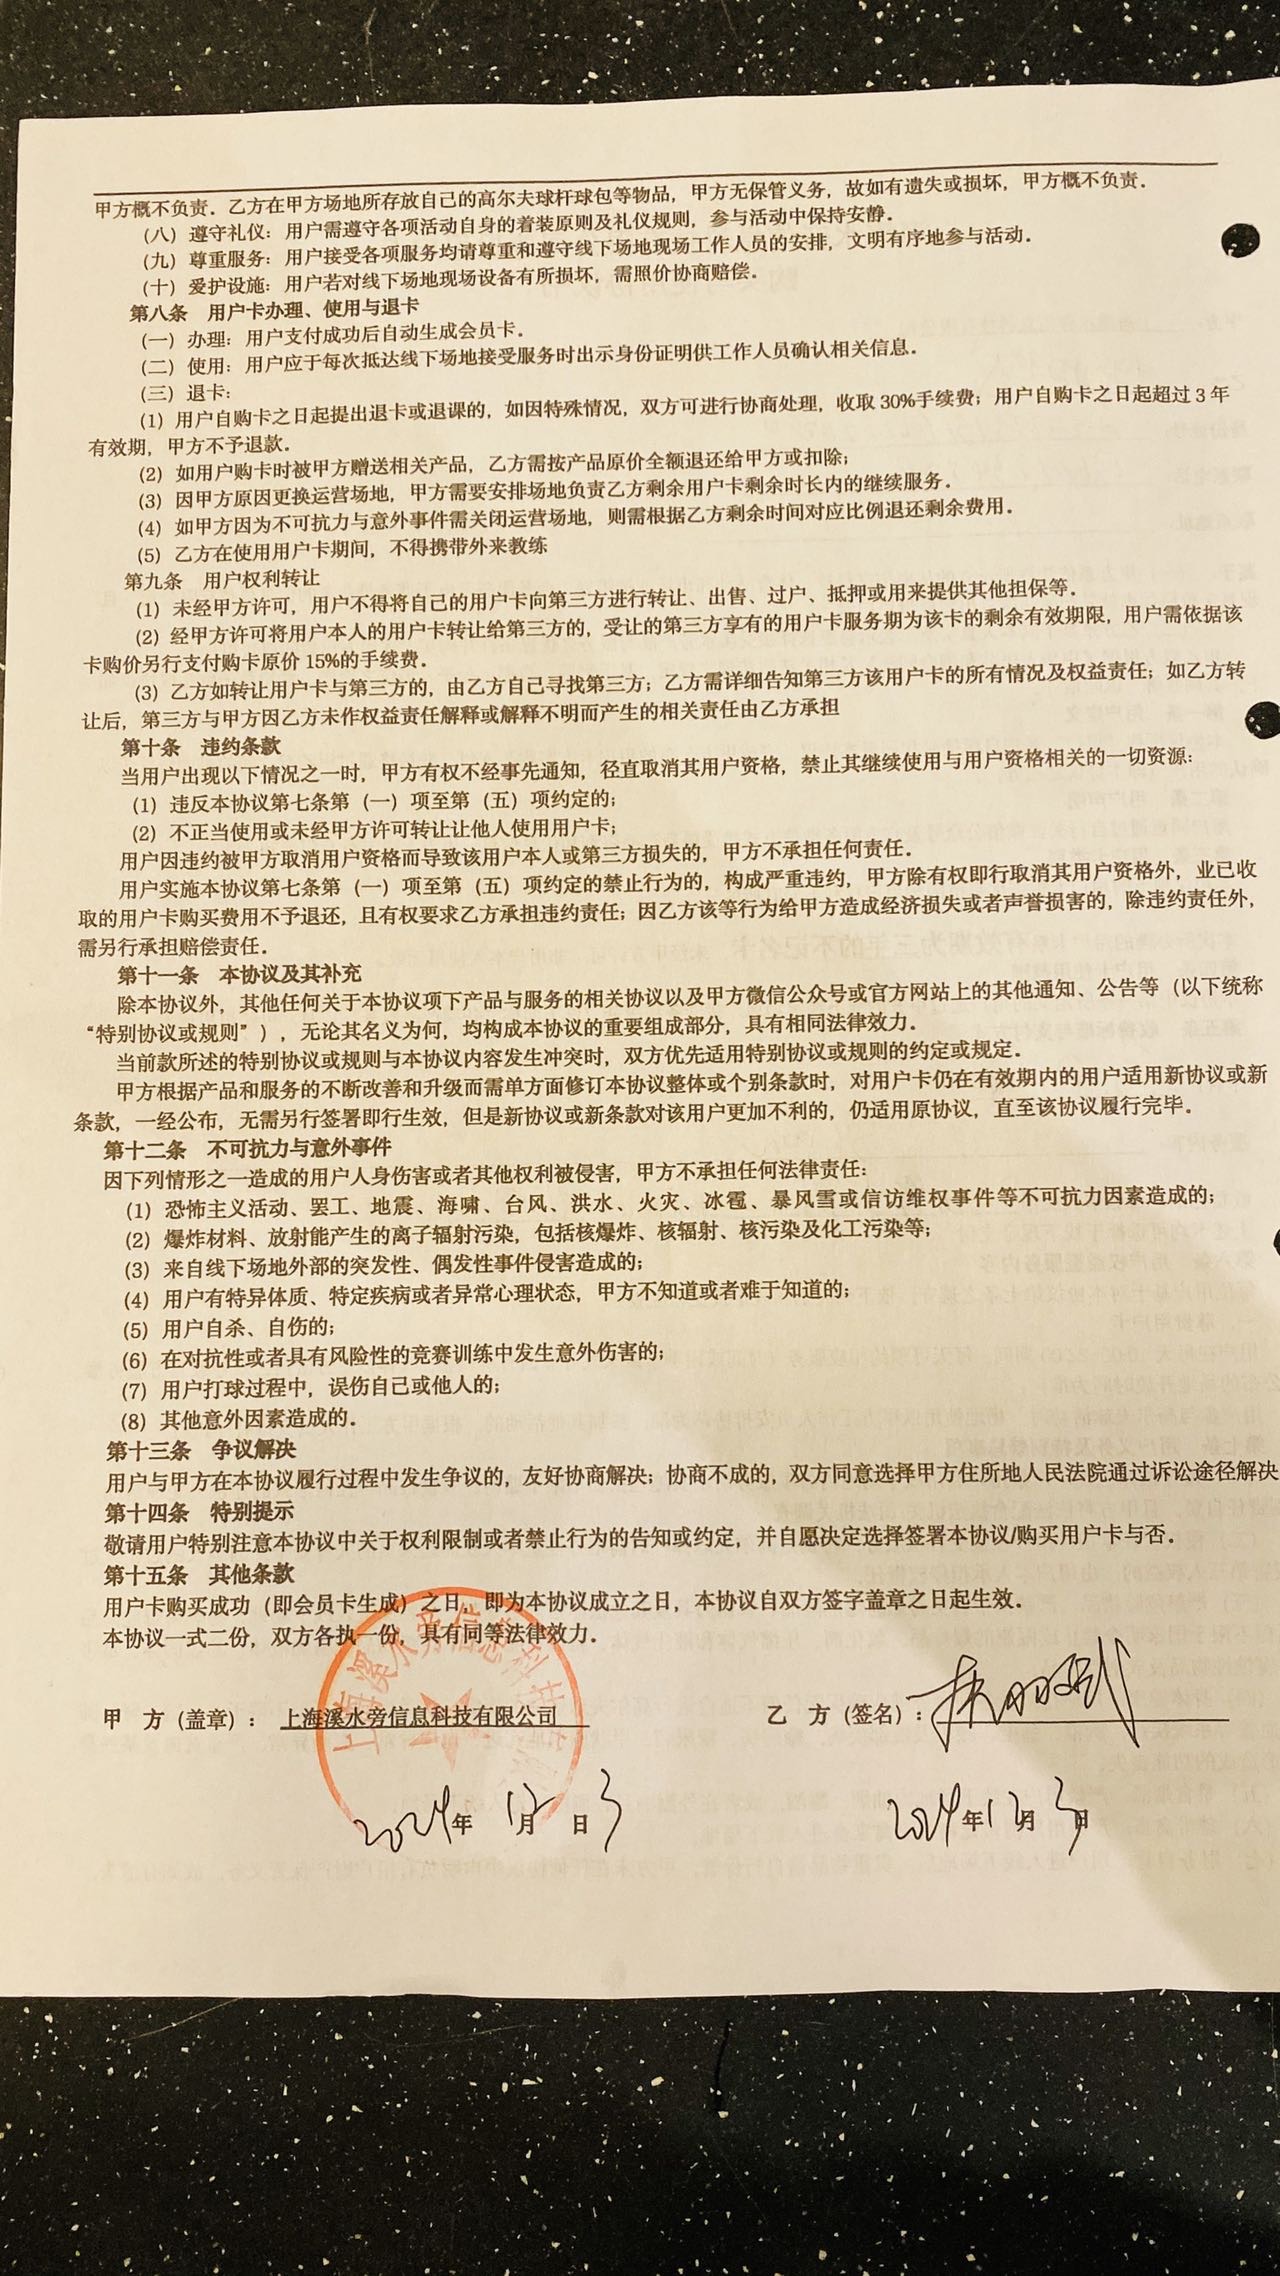 甲方概不负责．乙方在甲方场地所存放自己的高尔夫球杆球包等物品，甲方无保管义务，故如有遗失或损坏，甲方概不负责．
（八）遵守礼仪：用户需遵守各项活动自身的着装原则及礼仪规则，参与活动中保持安静．
（九）尊重服务：用户接受各项服务均请尊重和遵守线下场地现场工作人员的安排，文明有序地参与活动．
（十）爱护设施：用户若对线下场地现场设备有所损坏，需照价协商赔偿．
第八条 用户卡办理、使用与退卡
（一）办理：用户支付成功后自动生成会员卡．
（二）使用：用户应于每次抵达线下场地接受服务时出示身份证明供工作人员确认相关信息．
（三）退卡：
（1）用户自购卡之日起提出退卡或退课的，如因特殊情况，双方可进行协商处理，收取 30%手续费；用户自购卡之日起超过 3 年
有效期，甲方不予退款．
（2）如用户购卡时被甲方赠送相关产品，乙方需按产品原价全额退还给甲方或扣除；
（3）因甲方原因更换运营场地，甲方需要安排场地负责乙方剩余用户卡剩余时长内的继续服务．
（4）如甲方因为不可抗力与意外事件需关闭运营场地，则需根据乙方剩余时间对应比例退还剩余费用．
（5）乙方在使用用户卡期间，不得携带外来教练
第九条 用户权利转让
（1）未经甲方许可，用户不得将自己的用户卡向第三方进行转让、出售、过户、抵押或用来提供其他担保等．
（2）经甲方许可将用户本人的用户卡转让给第三方的，受让的第三方享有的用户卡服务期为该卡的剩余有效期限，用户需依据该
卡购价另行支付购卡原价 15%的手续费．
（3）乙方如转让用户卡与第三方的，由乙方自己寻找第三方；乙方需详细告知第三方该用户卡的所有情况及权益责任；如乙方转
让后，第三方与甲方因乙方未作权益责任解释或解释不明而产生的相关责任由乙方承担
第十条 违约条款
当用户出现以下情况之一时，甲方有权不经事先通知，径直取消其用户资格，禁止其继续使用与用户资格相关的一切资源：
（1）违反本协议第七条第（一）项至第（五）项约定的；
（2）不正当使用或未经甲方许可转让让他人使用用户卡；
用户因违约被甲方取消用户资格而导致该用户本人或第三方损失的，甲方不承担任何责任．
用户实施本协议第七条第（一）项至第（五）项约定的禁止行为的，构成严重违约，甲方除有权即行取消其用户资格外，业已收
取的用户卡购买费用不予退还，且有权要求乙方承担违约责任；因乙方该等行为给甲方造成经济损失或者声誉损害的，除违约责任外，
需另行承担赔偿责任．
第十一条 本协议及其补充
除本协议外，其他任何关于本协议项下产品与服务的相关协议以及甲方微信公众号或官方网站上的其他通知、公告等（以下统称
“特别协议或规则”），无论其名义为何，均构成本协议的重要组成部分，具有相同法律效力．
当前款所述的特别协议或规则与本协议内容发生冲突时，双方优先适用特别协议或规则的约定或规定．
甲方根据产品和服务的不断改善和升级而需单方面修订本协议整体或个别条款时，对用户卡仍在有效期内的用户适用新协议或新
条款，一经公布，无需另行签署即行生效，但是新协议或新条款对该用户更加不利的，仍适用原协议，直至该协议履行完毕．
第十二条 不可抗力与意外事件
因下列情形之一造成的用户人身伤害或者其他权利被侵害，甲方不承担任何法律责任：
（1）恐怖主义活动、罢工、地震、海啸、台风、洪水、火灾、冰雹、暴风雪或信访维权事件等不可抗力因素造成的；
（2）爆炸材料、放射能产生的离子辐射污染，包括核爆炸、核辐射、核污染及化工污染等；
（3）来自线下场地外部的突发性、偶发性事件侵害造成的；
（4）用户有特异体质、特定疾病或者异常心理状态，甲方不知道或者难于知道的；
（5）用户自杀、自伤的；
（6）在对抗性或者具有风险性的竞赛训练中发生意外伤害的；
（7）用户打球过程中，误伤自己或他人的；
（8）其他意外因素造成的．
第十三条 争议解决
用户与甲方在本协议履行过程中发生争议的，友好协商解决；协商不成的，双方同意选择甲方住所地人民法院通过诉讼途径解决
第十四条 特别提示
敬请用户特别注意本协议中关于权利限制或者禁止行为的告知或约定，并自愿决定选择签署本协议/购买用户卡与否．
第十五条 其他条款
用户卡购买成功（即会员卡生成）之日，即为本协议成立之日，本协议自双方签字盖章之日起生效．
本协议一式二份，双方各执一份，具有同等法律效力．
甲 方（盖章）：上海溪水旁信息科技有限公司 乙 方（签名）：
2024年 12月 日3 2024年12月3日